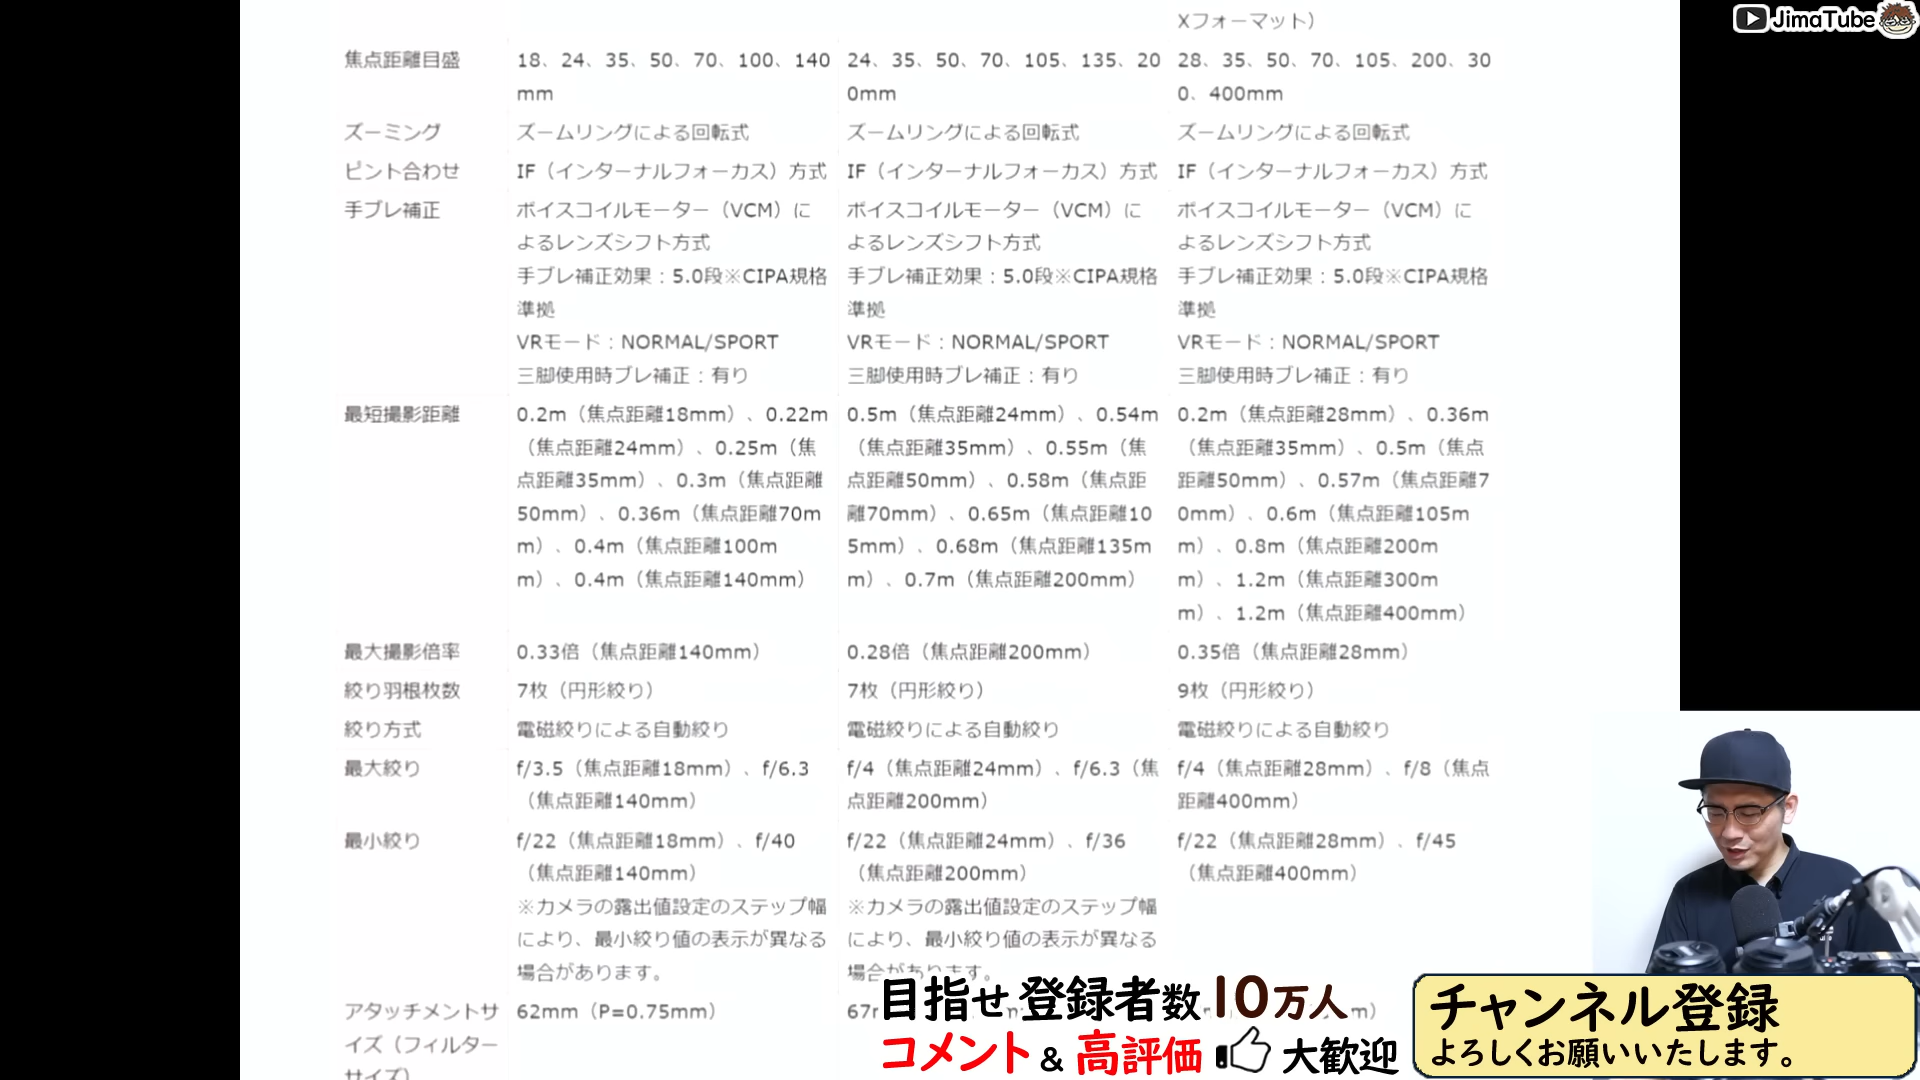 Xフォーマット）
JimaTube
焦点距離目盛
18、24、35、50、70、100、140
mm
24、35、50、70、105、135、20
0mm
28、35、50、70、105、200、30
0、400mm
ズーミング
ズームリングによる回転式
ズームリングによる回転式
ズームリングによる回転式
ピント合わせ
IF（インターナルフォーカス）方式
IF（インターナルフォーカス）方式
IF（インターナルフォーカス）方式
手ブレ補正
ボイスコイルモーター（VCM）に
よるレンズシフト方式
手ブレ補正効果：5.0段※CIPA規格
準拠
VRモード：NORMAL/SPORT
三脚使用時ブレ補正：有り
ボイスコイルモーター（VCM）に
よるレンズシフト方式
手ブレ補正効果：5.0段※CIPA規格
準拠
VRモード：NORMAL/SPORT
三脚使用時ブレ補正：有り
ボイスコイルモーター（VCM）に
よるレンズシフト方式
手ブレ補正効果：5.0段※CIPA規格
準拠
VRモード：NORMAL/SPORT
三脚使用時ブレ補正：有り
最短撮影距離
0.2m（焦点距離18mm）、0.22m
（焦点距離24mm）、0.25m（焦
点距離35mm）、0.3m（焦点距離
50mm）、0.36m（焦点距離70m
m）、0.4m（焦点距離100m
m）、0.4m（焦点距離140mm）
0.5m（焦点距離24mm）、0.54m
（焦点距離35mm）、0.55m（焦
点距離50mm）、0.58m（焦点距
離70mm）、0.65m（焦点距離10
5mm）、0.68m（焦点距離135m
m）、0.7m（焦点距離200mm）
0.2m（焦点距離28mm）、0.36m
（焦点距離35mm）、0.5m（焦点
距離50mm）、0.57m（焦点距離7
0mm）、0.6m（焦点距離105m
m）、0.8m（焦点距離200m
m）、1.2m（焦点距離300m
m）、1.2m（焦点距離400mm）
最大撮影倍率
0.33倍（焦点距離140mm）
0.28倍（焦点距離200mm）
0.35倍（焦点距離28mm）
絞り羽根枚数
7枚（円形絞り）
7枚（円形絞り）
9枚（円形絞り）
絞り方式
電磁絞りによる自動絞り
電磁絞りによる自動絞り
電磁絞りによる自動絞り
最大絞り
f/3.5（焦点距離18mm）、f/6.3
（焦点距離140mm）
f/4（焦点距離24mm）、f/6.3（焦
点距離200mm）
f/4（焦点距離28mm）、f/8（焦点
距離400mm）
最小絞り
f/22（焦点距離18mm）、f/40
（焦点距離140mm）
※カメラの露出値設定のステップ幅
により、最小絞り値の表示が異なる
場合があります。
f/22（焦点距離24mm）、f/36
（焦点距離200mm）
※カメラの露出値設定のステップ幅
により、最小絞り値の表示が異なる
場合があります。
f/22（焦点距離28mm）、f/45
（焦点距離400mm）
アタッチメントサ
イズ（フィルター
サイズ）
62mm（P=0.75mm）
目指せ 登録者数 10万人
コメント & 高評価 大歓迎
チャンネル登録
よろしくお願いいたします。